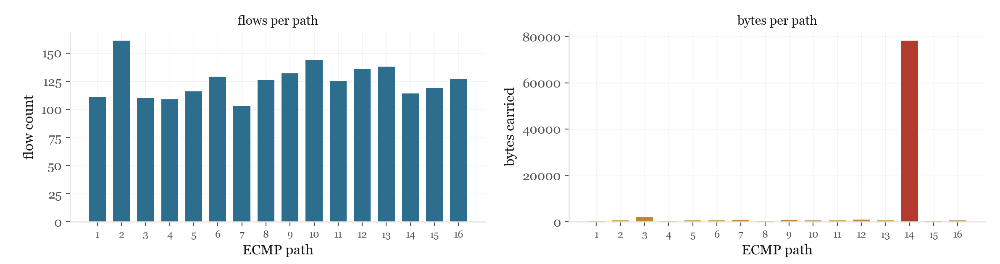 flows per path
flow count
150
125
100
75
50
25
0
1 2 3 4 5 6 7 8 9 10 11 12 13 14 15 16
ECMP path
bytes per path
bytes carried
80000
60000
40000
20000
0
1 2 3 4 5 6 7 8 9 10 11 12 13 14 15 16
ECMP path